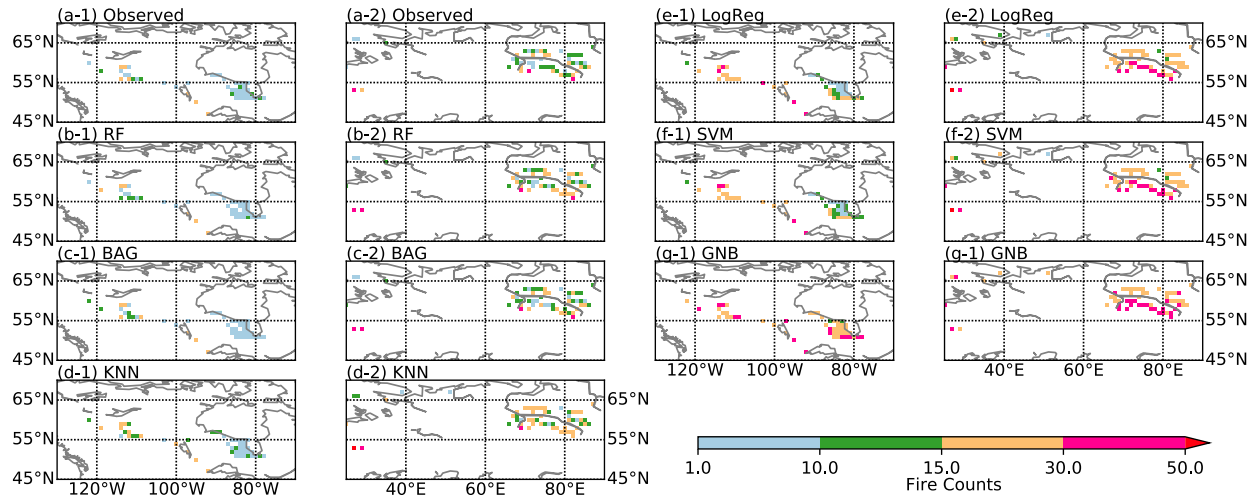 (a-1) Observed (a-2) Observed (e-1) LogReg (e-2) LogReg
65°N 65°N
55°N 55°N
45°N 45°N
(b-1) RF (b-2) RF (f-1) SVM (f-2) SVM
65°N 65°N
55°N 55°N
45°N 45°N
(c-1) BAG (c-2) BAG (g-1) GNB (g-1) GNB
65°N 65°N
55°N 55°N
45°N 45°N
120°W 100°W 80°W 40°E 60°E 80°E
(d-1) KNN (d-2) KNN
65°N 65°N
55°N 55°N
45°N 45°N
120°W 100°W 80°W 40°E 60°E 80°E
1.0 10.0 15.0 30.0 50.0
Fire Counts